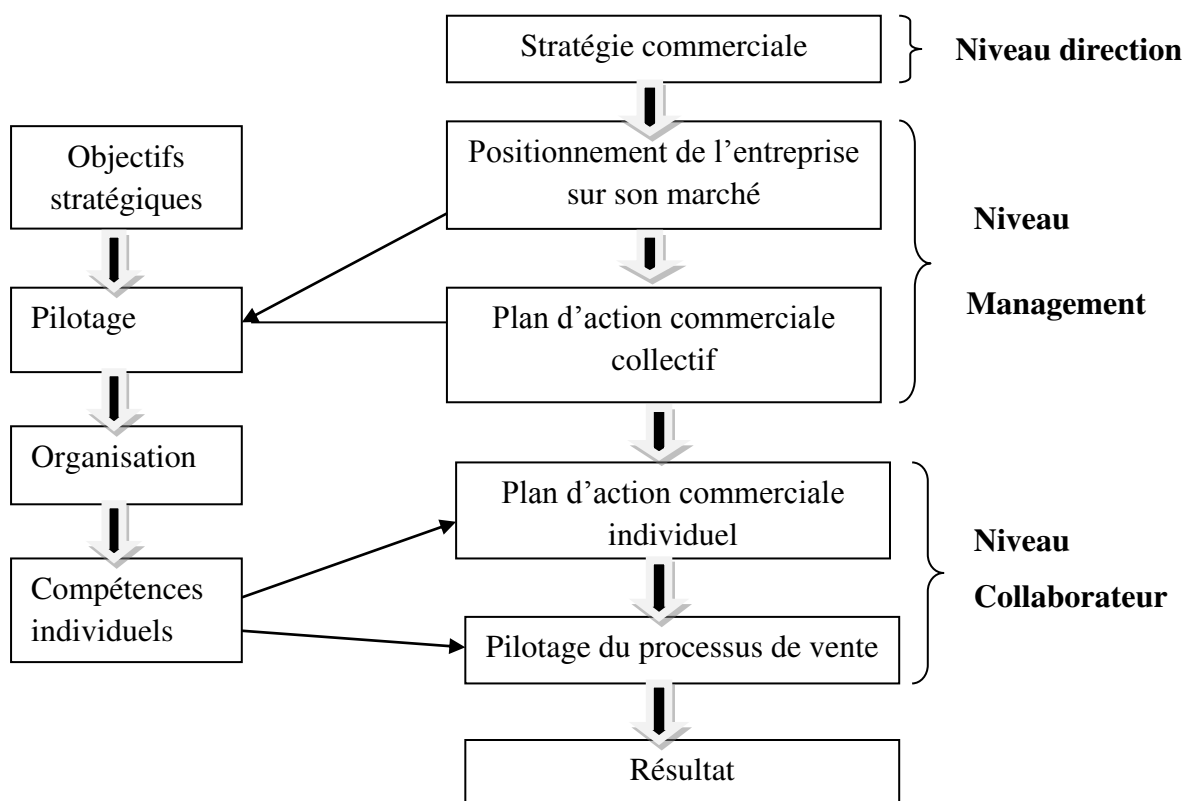 Stratégie commerciale
Niveau direction
Objectifs
stratégiques
Positionnement de l’entreprise
sur son marché
Niveau
Management
Pilotage
Plan d’action commerciale
collectif
Organisation
Plan d’action commerciale
individuel
Niveau
Collaborateur
Compétences
individuels
Pilotage du processus de vente
Résultat